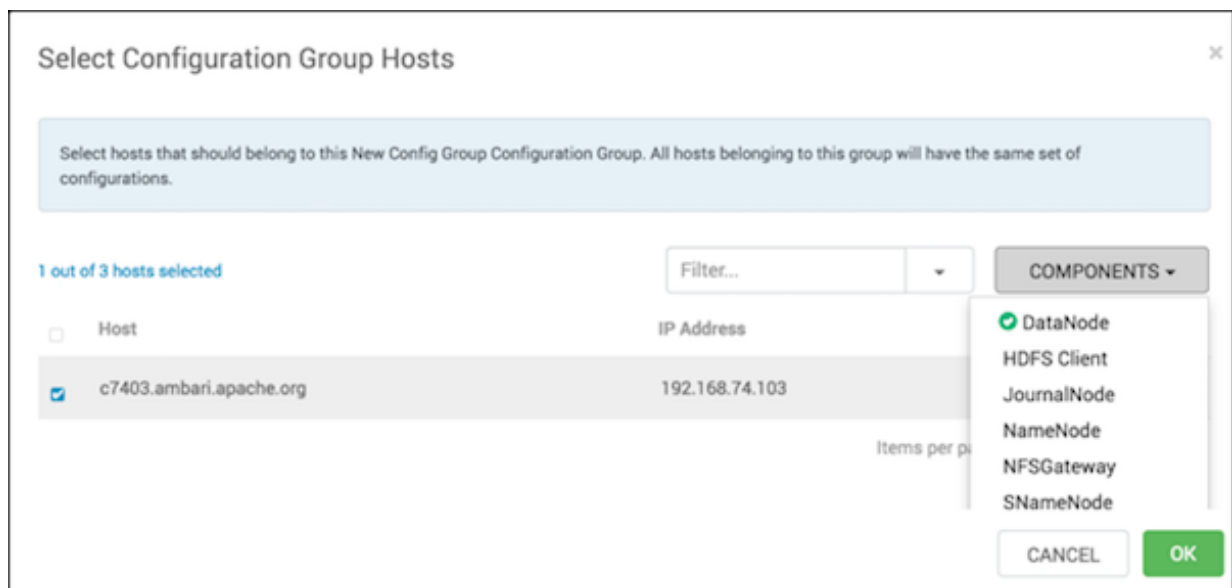 Select Configuration Group Hosts
×
Select hosts that should belong to this New Config Group Configuration Group. All hosts belonging to this group will have the same set of
configurations.
1 out of 3 hosts selected
Filter...
COMPONENTS
Host
IP Address
DataNode
HDFS Client
c7403.ambari.apache.org
192.168.74.103
JournalNode
NameNode
Items per
NFSGateway
SNameNode
CANCEL
OK